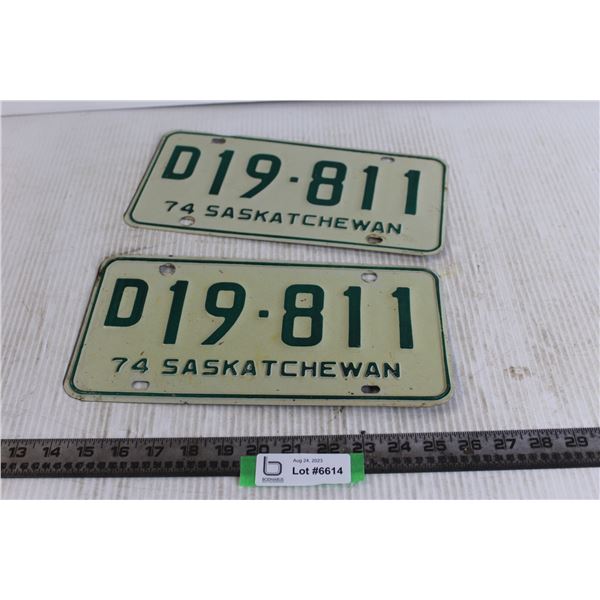 D19·811
74 SASKATCHEWAN
D19·811
74 SASKATCHEWAN
13 14 15 16 17 18 19 20 21 22 23 24 25 26 27 28 29
Aug 24, 2023
Lot #6614
BODNARUS